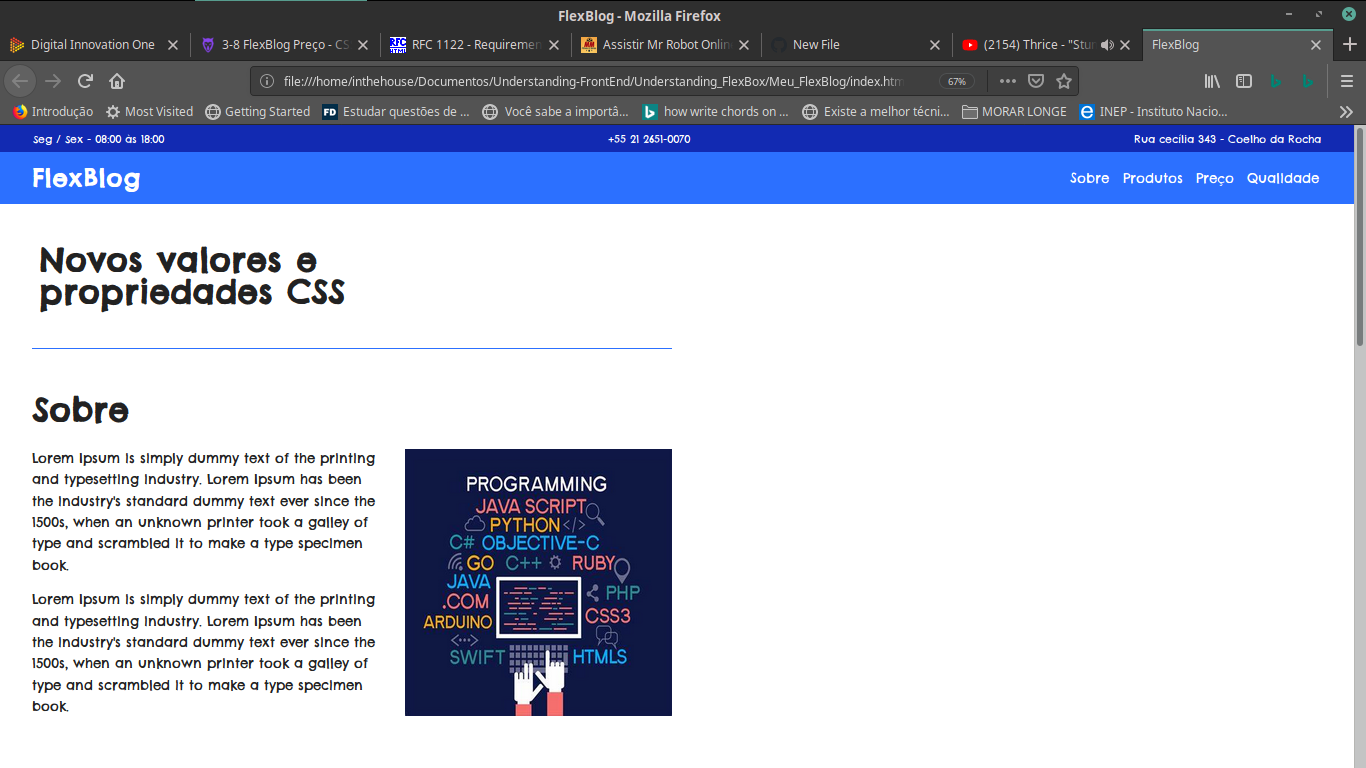 FlexBlog - Mozilla Firefox
Digital Innovation One
3-8 FlexBlog Preço - CS
RFC 1122 - Requiremen
Assistir Mr Robot Onlin
New File
(2154) Thrice - "Stur
FlexBlog
file:///home/inthehouse/Documentos/Understanding-FrontEnd/Understanding_FlexBox/Meu_FlexBlog/index.htm
67%
Introdução
Most Visited
Getting Started
FD Estudar questões de ...
Você sabe a importâ...
how write chords on ...
Existe a melhor técni...
MORAR LONGE
INEP - Instituto Nacio...
Seg / Sex - 08:00 às 18:00
+55 21 2651-0070
Rua cecília 343 - Coelho da Rocha
FlexBlog
Sobre Produtos Preço Qualidade
Novos valores e
propriedades CSS
Sobre
Lorem Ipsum is simply dummy text of the printing
and typesetting industry. Lorem Ipsum has been
the industry's standard dummy text ever since the
1500s, when an unknown printer took a galley of
type and scrambled it to make a type specimen
book.
Lorem Ipsum is simply dummy text of the printing
and typesetting industry. Lorem Ipsum has been
the industry's standard dummy text ever since the
1500s, when an unknown printer took a galley of
type and scrambled it to make a type specimen
book.
PROGRAMMING
JAVA SCRIPT
PYTHON </>
C# OBJECTIVE-C
GO C++ RUBY
JAVA
PHP
.COM
CSS3
ARDUINO
SWIFT
HTML5